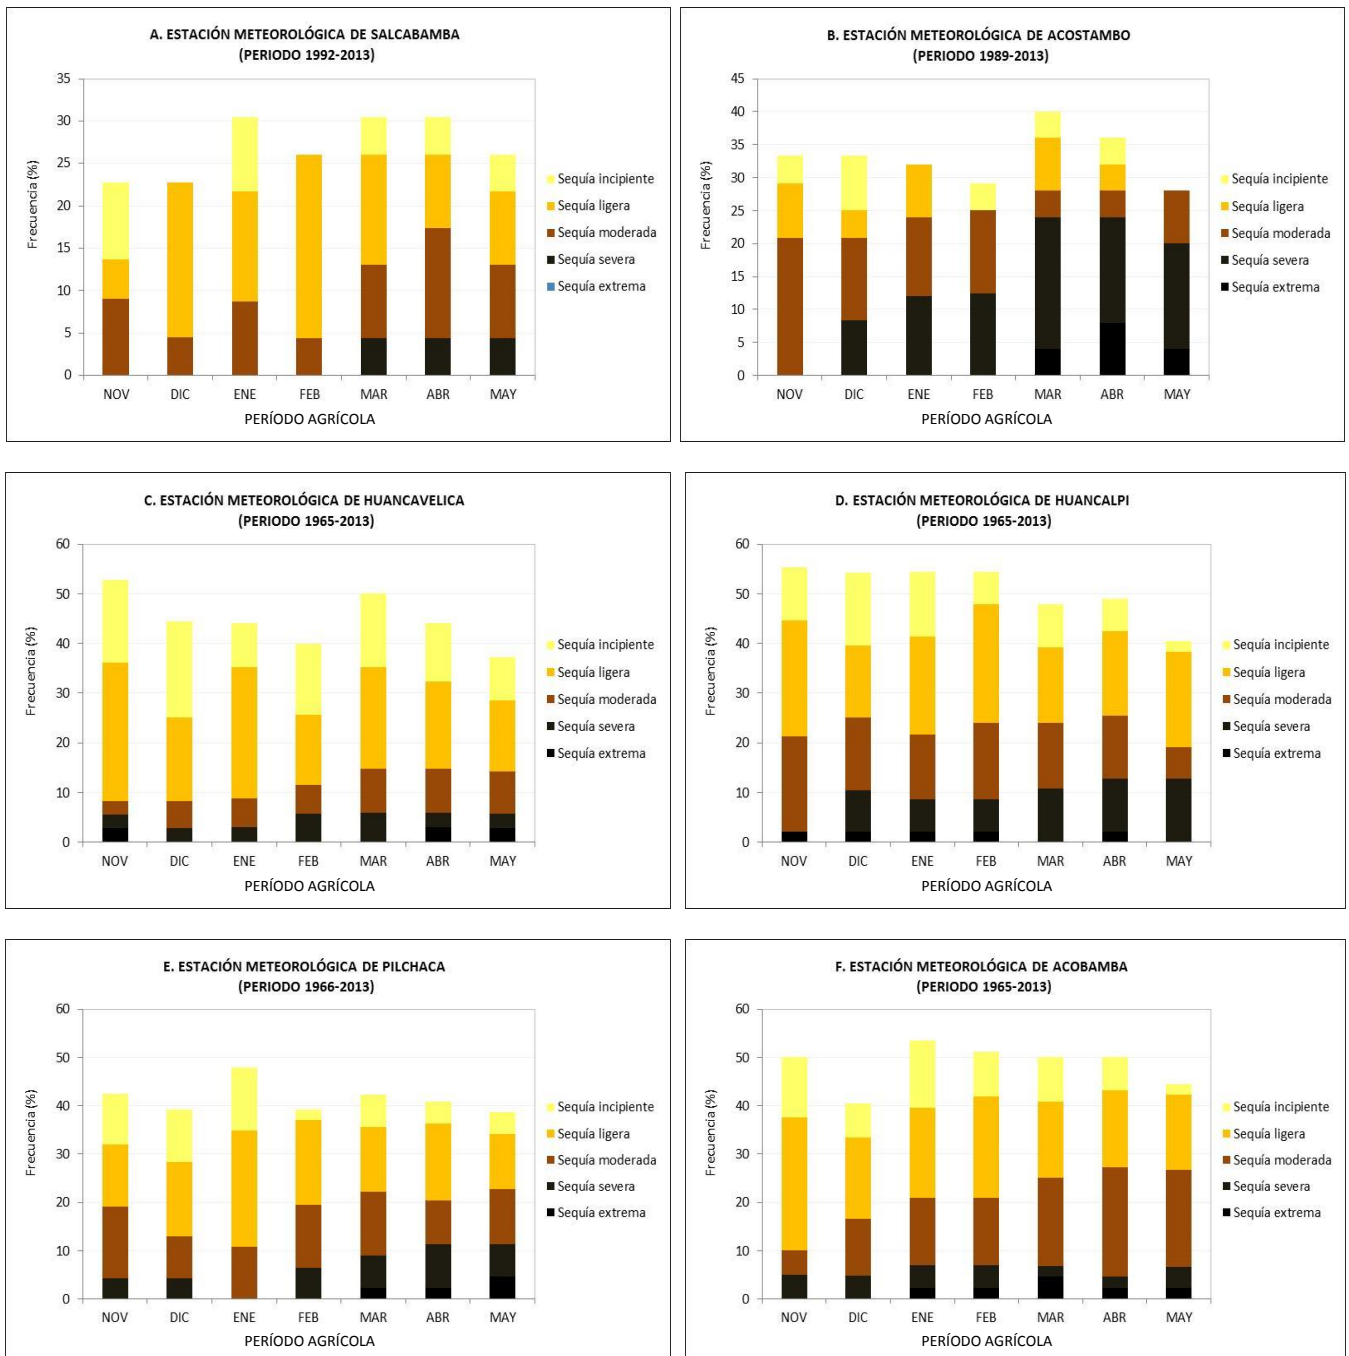 A. ESTACIÓN METEOROLÓGICA DE SALCABAMBA
(PERIODO 1992-2013)
Frecuencia (%)
35
30
25
20
15
10
5
0
NOV DIC ENE FEB MAR ABR MAY
PERÍODO AGRÍCOLA
Sequía incipiente
Sequía ligera
Sequía moderada
Sequía severa
Sequía extrema
B. ESTACIÓN METEOROLÓGICA DE ACOSTAMBO
(PERIODO 1989-2013)
Frecuencia (%)
45
40
35
30
25
20
15
10
5
0
NOV DIC ENE FEB MAR ABR MAY
PERÍODO AGRÍCOLA
Sequía incipiente
Sequía ligera
Sequía moderada
Sequía severa
Sequía extrema
C. ESTACIÓN METEOROLÓGICA DE HUANCAVELICA
(PERIODO 1965-2013)
Frecuencia (%)
60
50
40
30
20
10
0
NOV DIC ENE FEB MAR ABR MAY
PERÍODO AGRÍCOLA
Sequía incipiente
Sequía ligera
Sequía moderada
Sequía severa
Sequía extrema
D. ESTACIÓN METEOROLÓGICA DE HUANCALPI
(PERIODO 1965-2013)
Frecuencia (%)
60
50
40
30
20
10
0
NOV DIC ENE FEB MAR ABR MAY
PERÍODO AGRÍCOLA
Sequía incipiente
Sequía ligera
Sequía moderada
Sequía severa
Sequía extrema
E. ESTACIÓN METEOROLÓGICA DE PILCHACA
(PERIODO 1966-2013)
Frecuencia (%)
60
50
40
30
20
10
0
NOV DIC ENE FEB MAR ABR MAY
PERÍODO AGRÍCOLA
Sequía incipiente
Sequía ligera
Sequía moderada
Sequía severa
Sequía extrema
F. ESTACIÓN METEOROLÓGICA DE ACOBAMBA
(PERIODO 1965-2013)
Frecuencia (%)
60
50
40
30
20
10
0
NOV DIC ENE FEB MAR ABR MAY
PERÍODO AGRÍCOLA
Sequía incipiente
Sequía ligera
Sequía moderada
Sequía severa
Sequía extrema